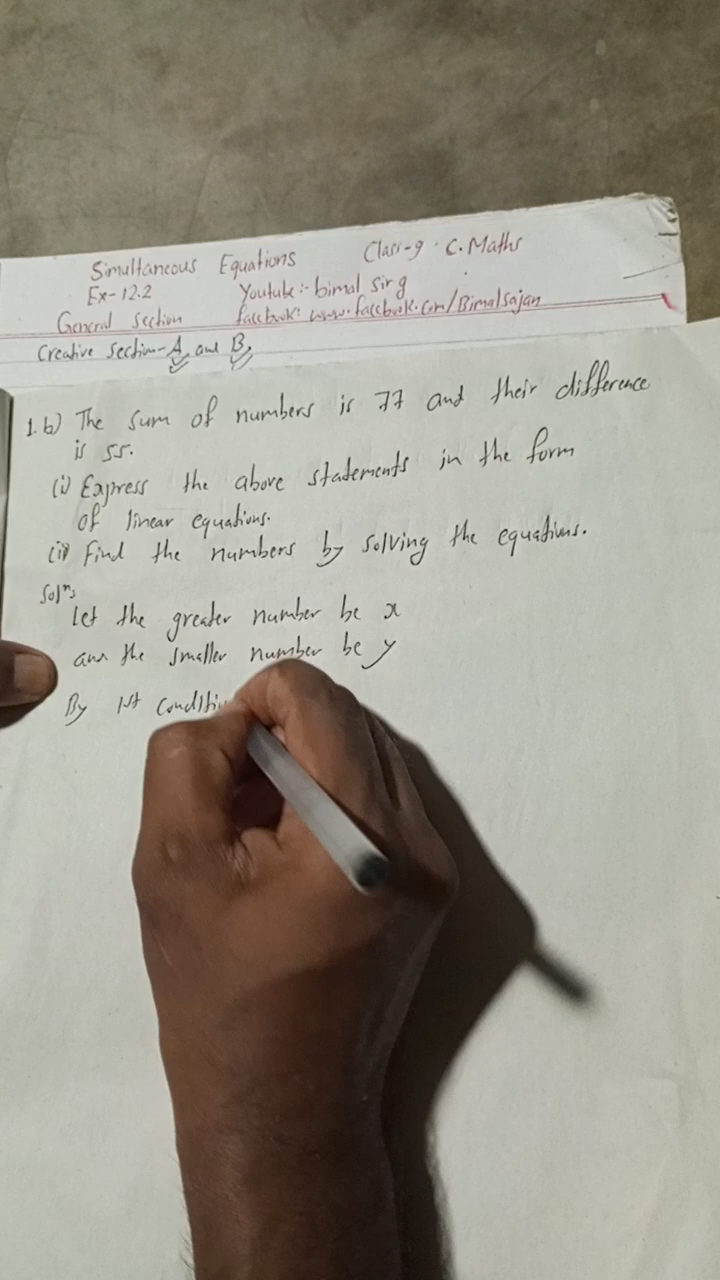 Simultaneous Equations Class-9. C. Maths
Ex-12.2 Youtube:- bimal sir g
General section facebook: www.facebook.com/Bimalsajan
Creative section-A and B,
1.b) The sum of numbers is 77 and their difference
is 55.
(i) Express the above statements in the form
of linear equations.
(ii) Find the numbers by solving the equations.
Solⁿ,
Let the greater number be x
and the smaller number be y
By 1st